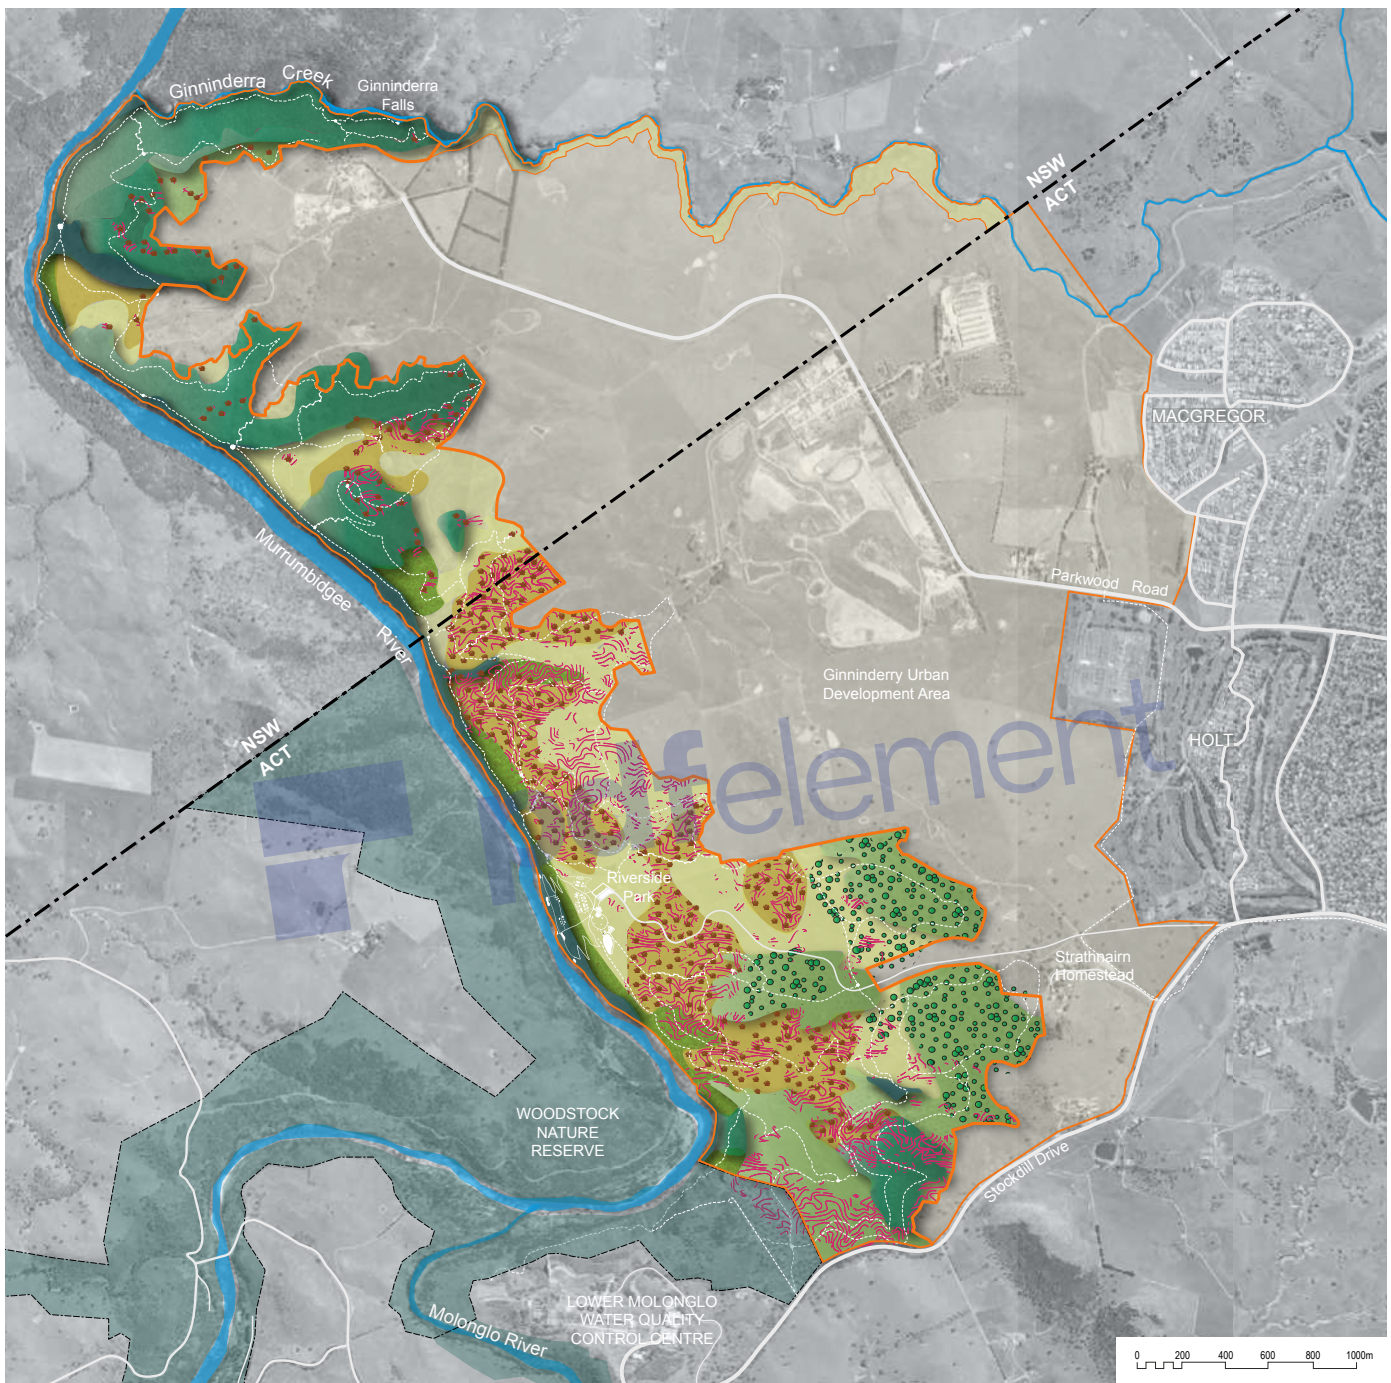 Ginninderra Creek
Ginninderra
Falls
NSW
ACT
MACGREGOR
Murrumbidgee River
Parkwood Road
Ginninderry Urban
Development Area
HOLT
NSW
ACT
pdfelement
Riverside
Park
Strathnairn
Homestead
WOODSTOCK
NATURE
RESERVE
Stockdill Drive
LOWER MOLONGLO
WATER QUALITY
CONTROL CENTRE
Molonglo River
0 200 400 600 800 1000m